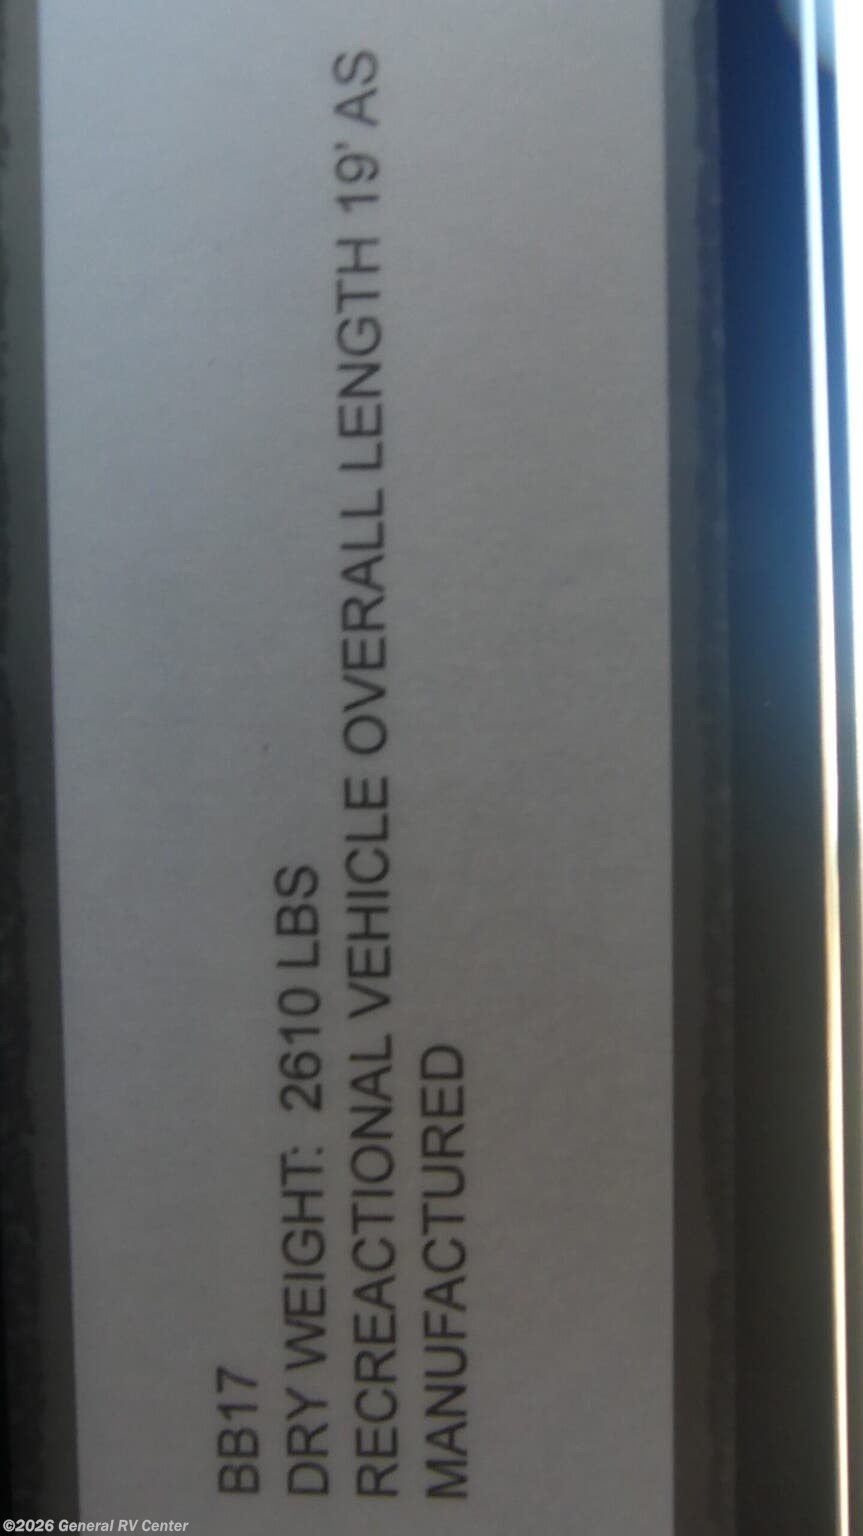 BB17
DRY WEIGHT: 2610 LBS
RECREACTIONAL VEHICLE OVERALL LENGTH 19' AS
MANUFACTURED
©2026 General RV Center